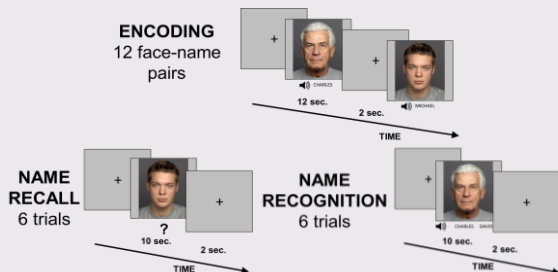 ENCODING
12 face-name
pairs
CHARLES
MICHAEL
12 sec.
2 sec.
TIME
NAME
RECALL
6 trials
?
10 sec.
2 sec.
TIME
NAME
RECOGNITION
6 trials
CHARLES DAVID
10 sec.
2 sec.
TIME